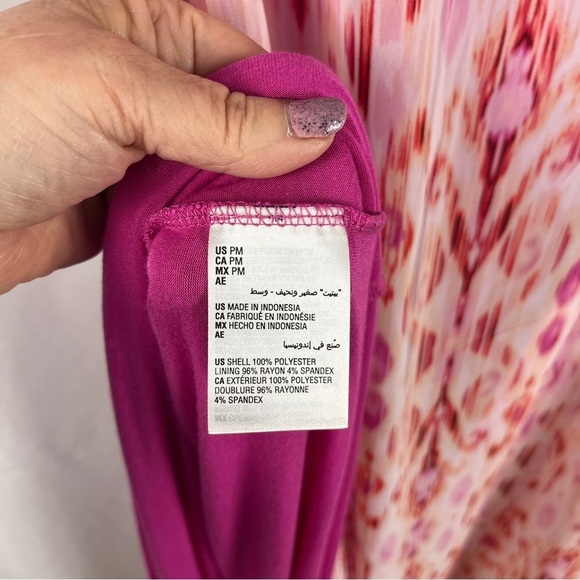 US PM
CA PM
MX PM
AE
"بيتيت" صغير ونحيف - وسط
US MADE IN INDONESIA
CA FABRIQUÉ EN INDONÉSIE
MX HECHO EN INDONESIA
AE
صّنع في إندونيسيا
US SHELL 100% POLYESTER
LINING 96% RAYON 4% SPANDEX
CA EXTÉRIEUR 100% POLYESTER
DOUBLURE 96% RAYONNE
4% SPANDEX